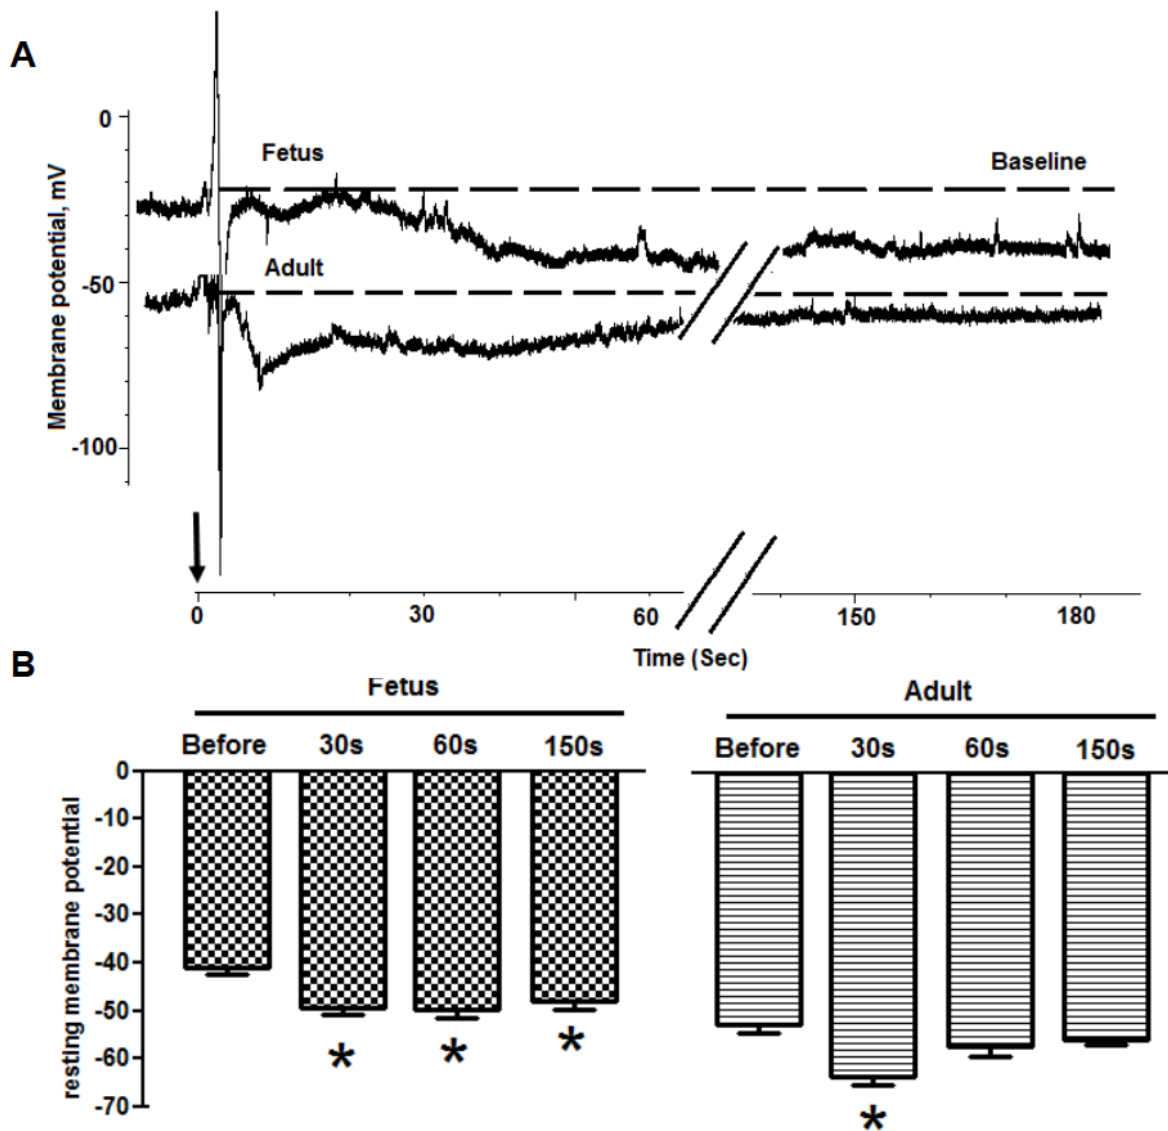 A
0
Fetus
Baseline
Membrane potential, mV
-50
Adult
-100
0 30 60 150 180
Time (Sec)
B
Fetus Adult
Before 30s 60s 150s Before 30s 60s 150s
0
-10
-20
-30
-40
-50
-60
-70
resting membrane potential
* * * *